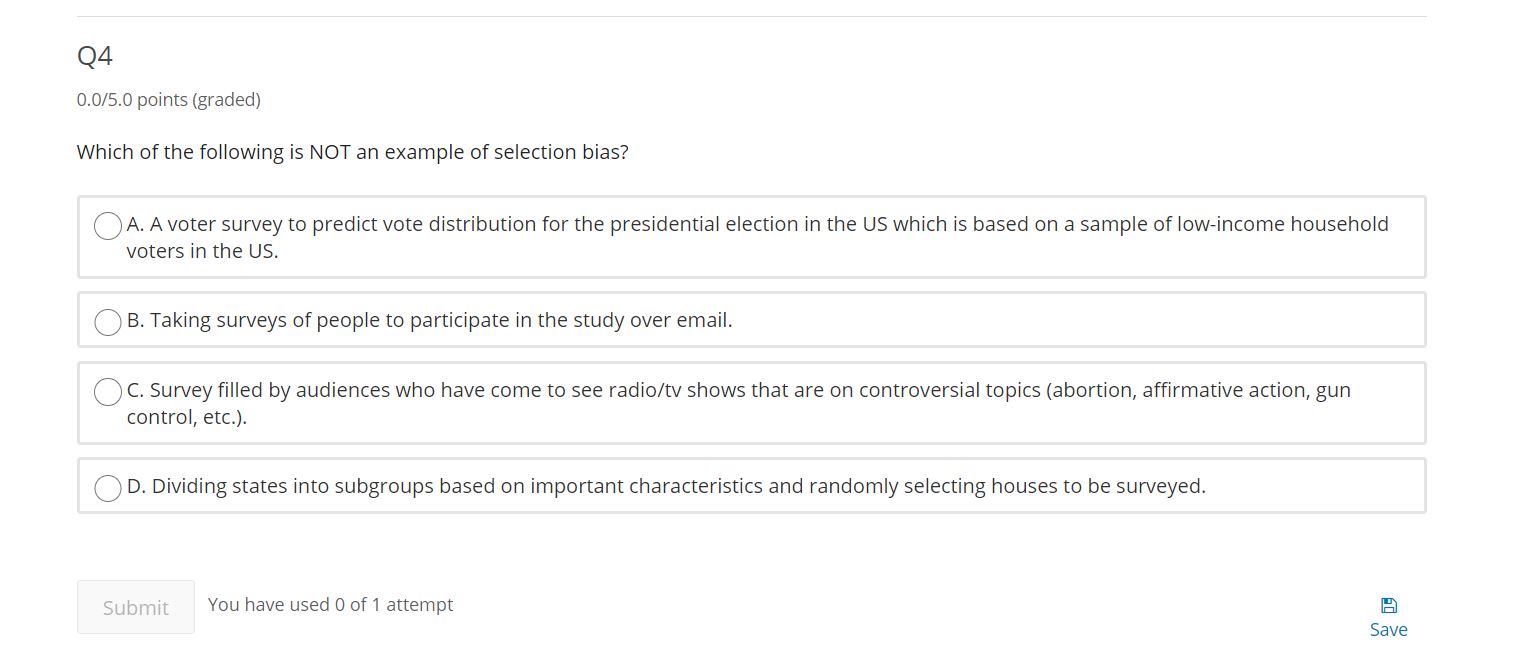 Q4
0.0/5.0 points (graded)
Which of the following is NOT an example of selection bias?
A. A voter survey to predict vote distribution for the presidential election in the US which is based on a sample of low-income household
voters in the US.
B. Taking surveys of people to participate in the study over email.
C. Survey filled by audiences who have come to see radio/tv shows that are on controversial topics (abortion, affirmative action, gun
control, etc.).
D. Dividing states into subgroups based on important characteristics and randomly selecting houses to be surveyed.
Submit
You have used 0 of 1 attempt
Save